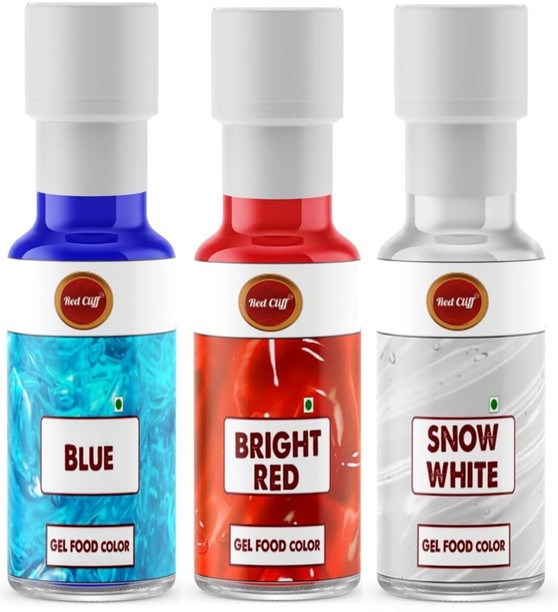 Red Cliff
BLUE
GEL FOOD COLOR
Red Cliff
BRIGHT
RED
GEL FOOD COLOR
Red Cliff
SNOW
WHITE
GEL FOOD COLOR